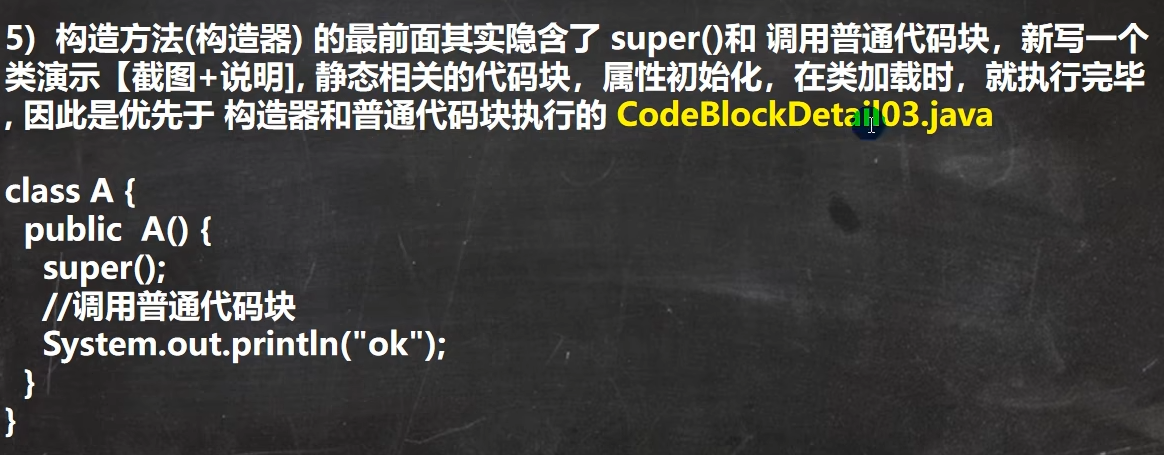 5）构造方法(构造器) 的最前面其实隐含了 super()和 调用普通代码块，新写一个
类演示【截图+说明], 静态相关的代码块，属性初始化，在类加载时，就执行完毕
, 因此是优先于 构造器和普通代码块执行的 CodeBlockDetail03.java
class A {
public  A() {
super();
//调用普通代码块
System.out.println("ok");
}
}